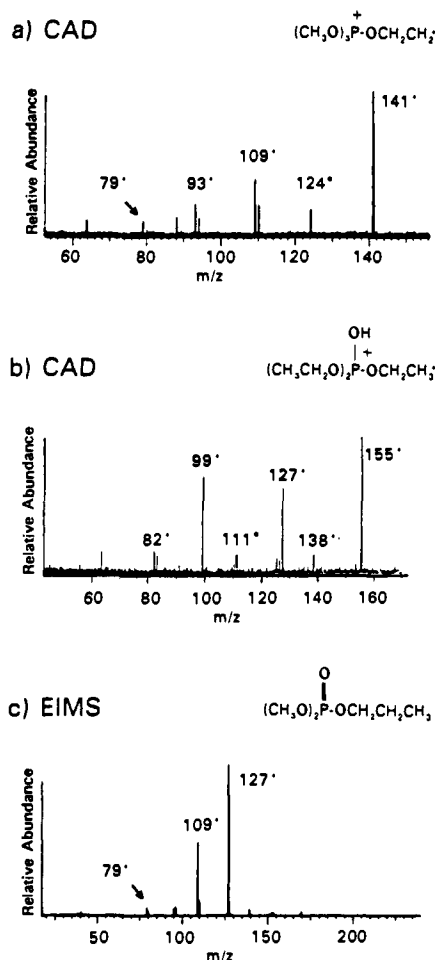 a) CAD
+
(CH3O)3P-OCH2CH2·
Relative Abundance
79+
93+
109+
124+
141+
60 80 100 120 140
m/z
b) CAD
OH
+
(CH3CH2O)2P-OCH2CH3·
Relative Abundance
82+
99+
111+
127+
138+·
155+
60 80 100 120 140 160
m/z
c) EIMS
O
(CH3O)2P-OCH2CH2CH3
Relative Abundance
79+
109+
127+
50 100 150 200
m/z